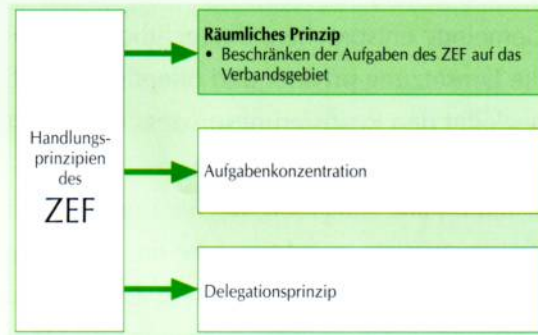 Räumliches Prinzip
• Beschränken der Aufgaben des ZEF auf das
Verbandsgebiet
Handlungs-
prinzipien
des
ZEF
Aufgabenkonzentration
Delegationsprinzip